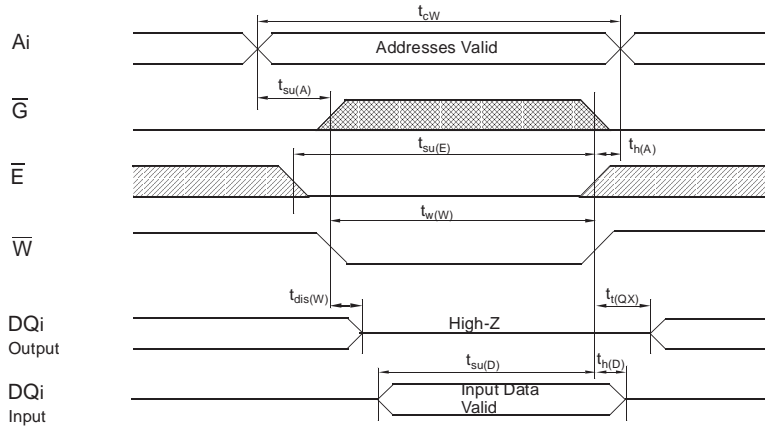 t_cW
Ai
Addresses Valid
t_su(A)
G̅
t_su(E)
t_h(A)
E̅
t_w(W)
W̅
t_dis(W)
t_t(QX)
DQi
Output
High-Z
t_su(D)
t_h(D)
DQi
Input
Input Data
Valid